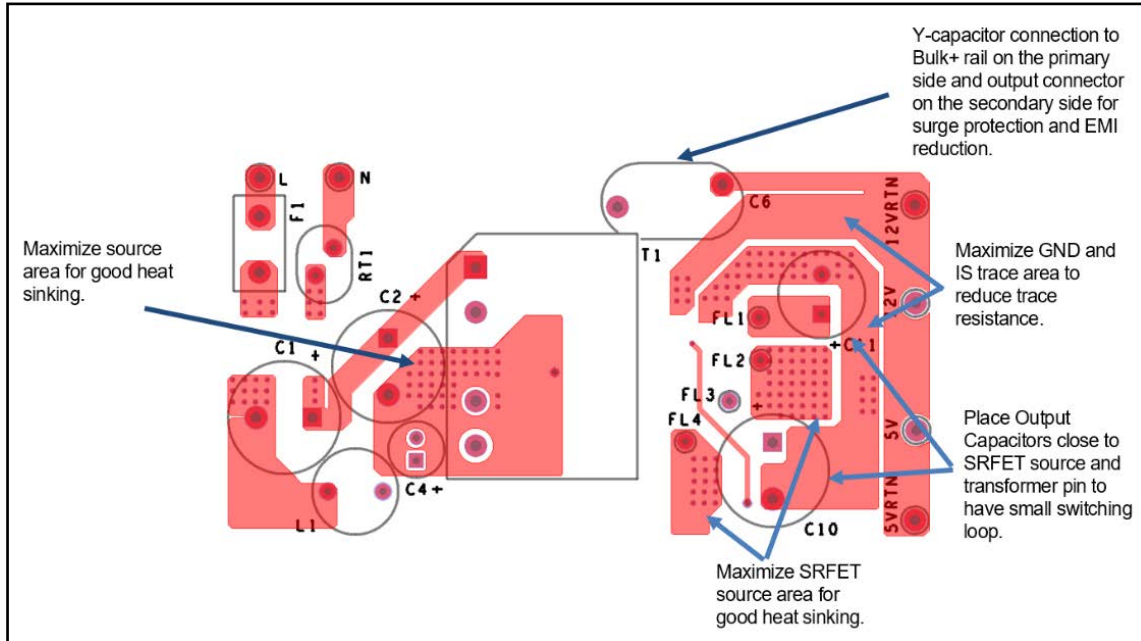 Y-capacitor connection to
Bulk+ rail on the primary
side and output connector
on the secondary side for
surge protection and EMI
reduction.
L
N
F1
RT1
C6
12VRTN
T1
Maximize source
area for good heat
sinking.
Maximize GND and
IS trace area to
reduce trace
resistance.
C2 +
12V
FL1
C1 +
+
FL2
FL3
+
FL4
5V
Place Output
Capacitors close to
SRFET source and
transformer pin to
have small switching
loop.
C4 +
L1
C10
5VRTN
Maximize SRFET
source area for
good heat sinking.